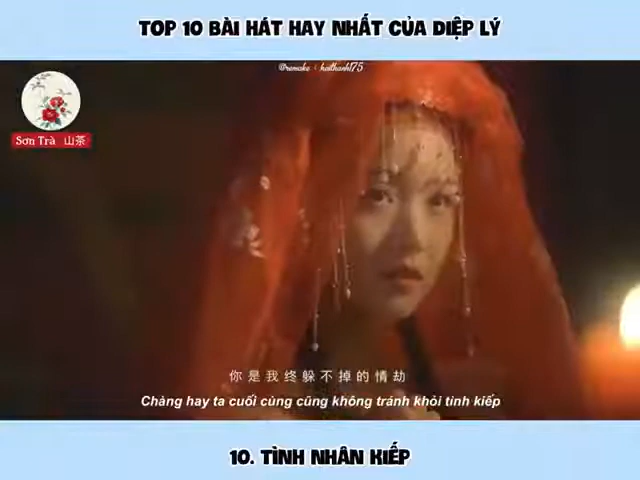 TOP 10 BÀI HÁT HAY NHẤT CỦA DIỆP LÝ
@remake : hoithanh175
Sơn Trà 山茶
你是我终躲不掉的情劫
Chàng hay ta cuối cùng cũng không tránh khỏi tình kiếp
10. TÌNH NHÂN KIẾP